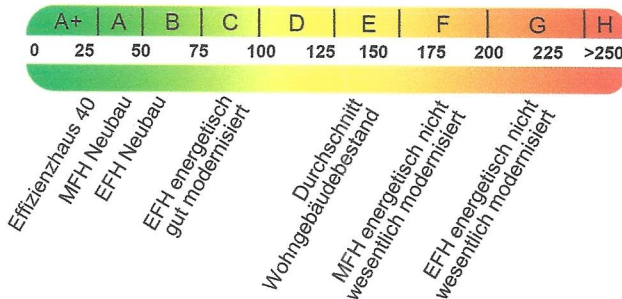 A+ A B C D E F G H
0 25 50 75 100 125 150 175 200 225 >250
Effizienzhaus 40
MFH Neubau
EFH Neubau
EFH energetisch
gut modernisiert
Durchschnitt
Wohngebäudebestand
MFH energetisch nicht
wesentlich modernisiert
EFH energetisch nicht
wesentlich modernisiert